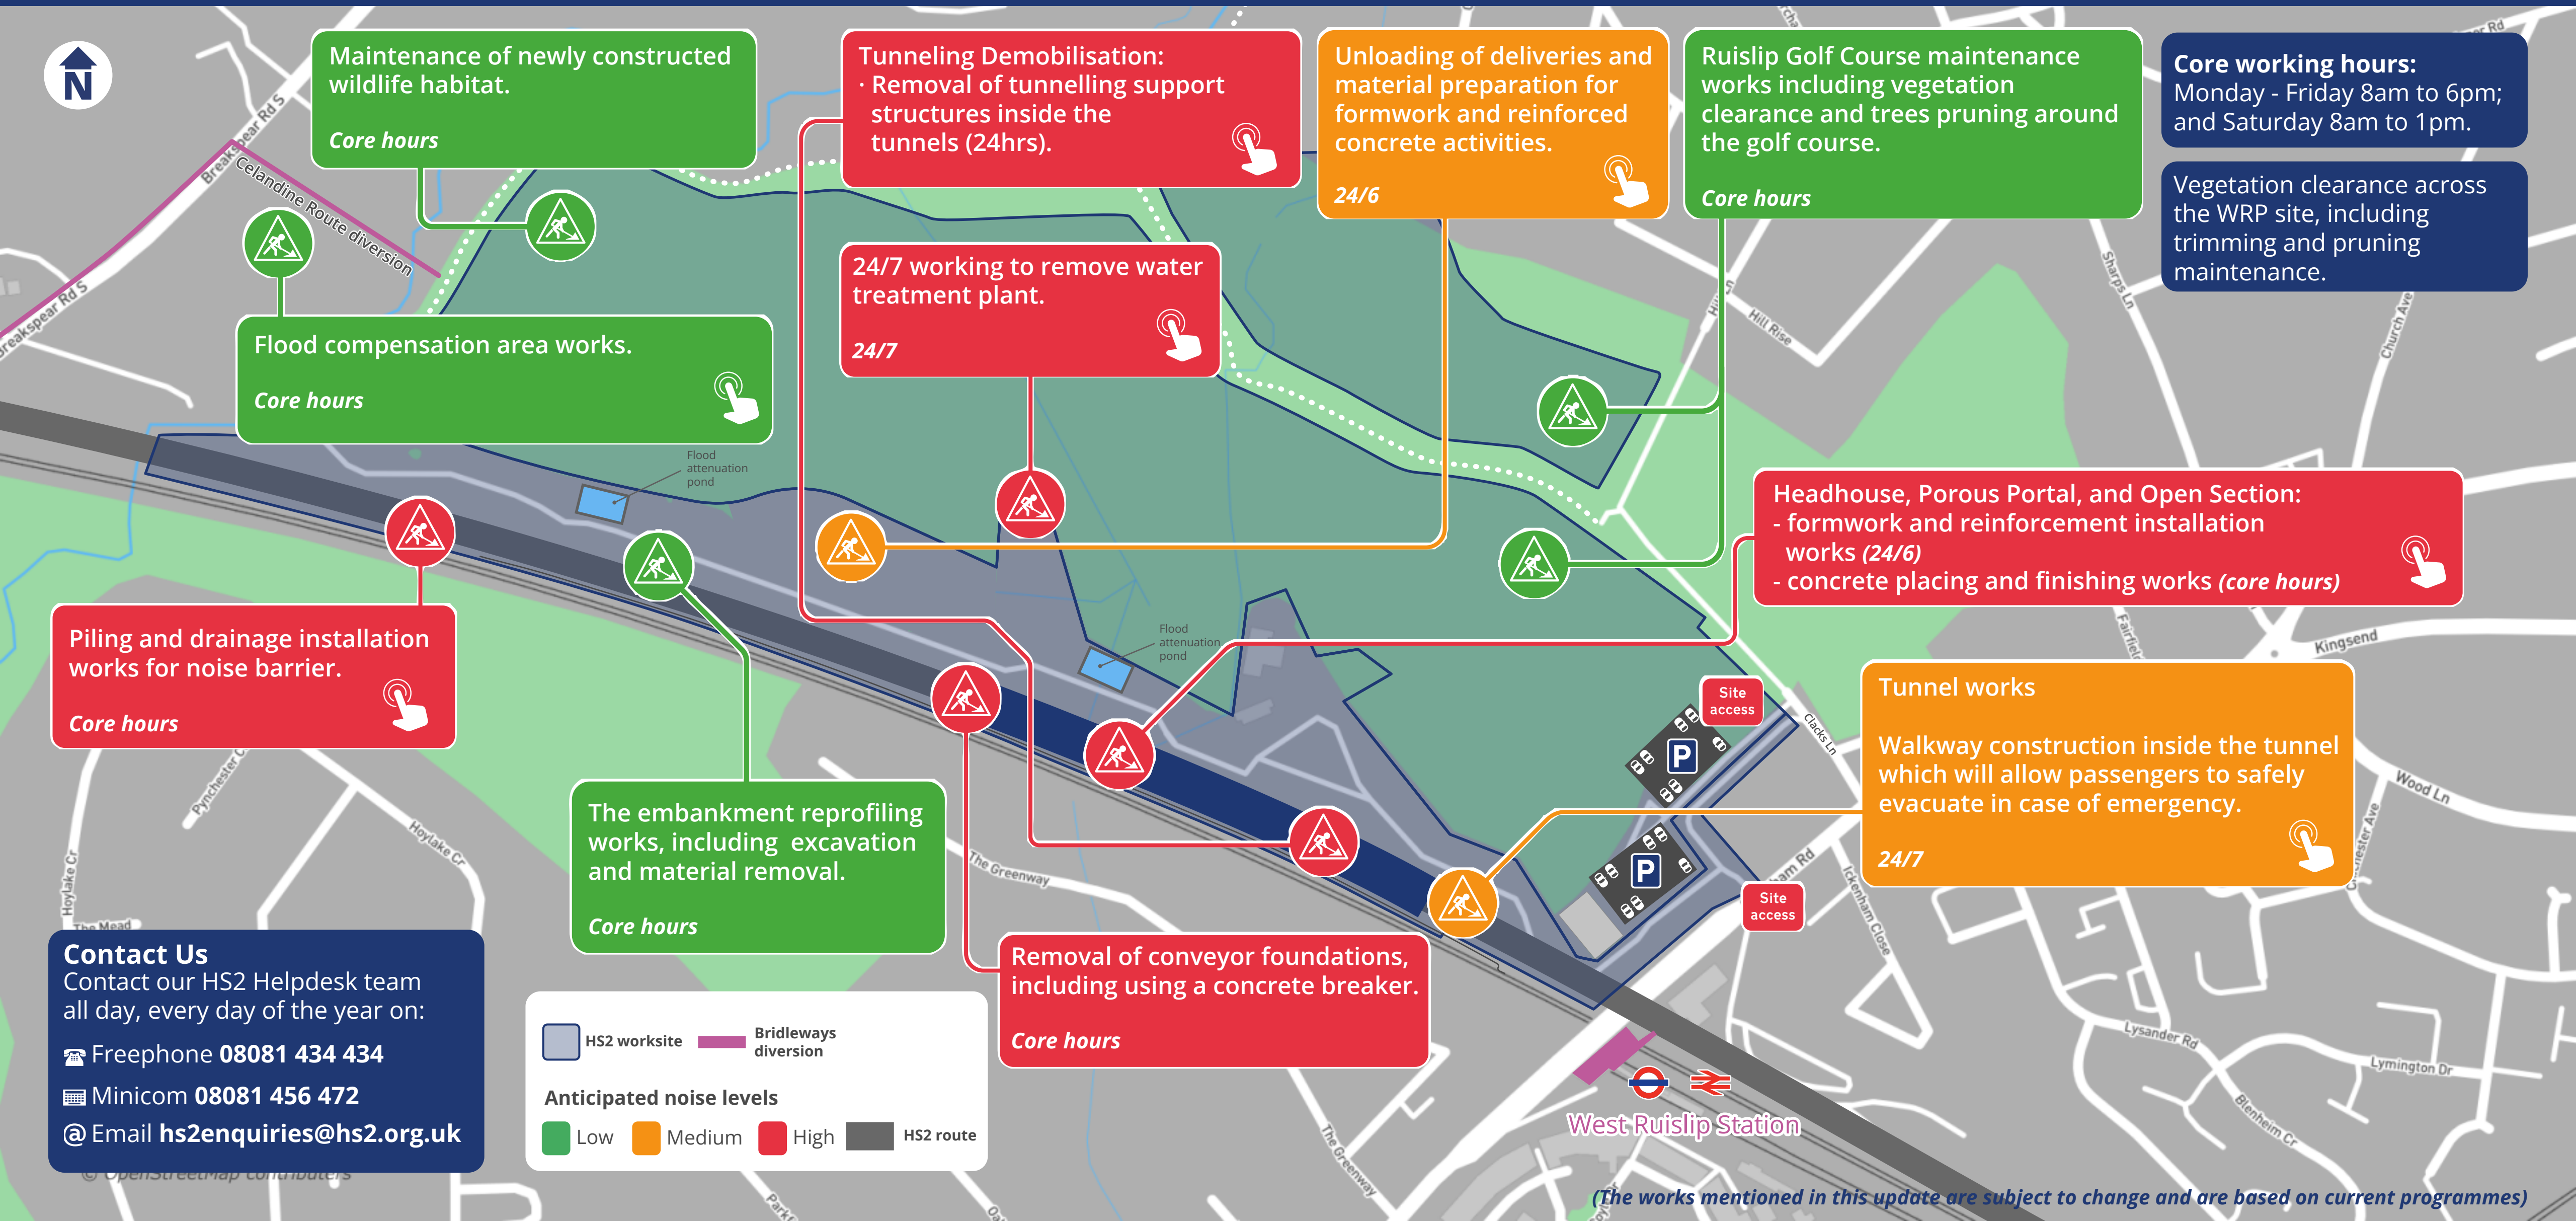 N
Maintenance of newly constructed
wildlife habitat.
Core hours
Tunneling Demobilisation:
· Removal of tunnelling support
structures inside the
tunnels (24hrs).
Unloading of deliveries and
material preparation for
formwork and reinforced
concrete activities.
24/6
Ruislip Golf Course maintenance
works including vegetation
clearance and trees pruning around
the golf course.
Core hours
Core working hours:
Monday - Friday 8am to 6pm;
and Saturday 8am to 1pm.
Vegetation clearance across
the WRP site, including
trimming and pruning
maintenance.
Breakspear Rd S
Celandine Route diversion
Breakspear Rd S
24/7 working to remove water
treatment plant.
24/7
Flood compensation area works.
Core hours
Hill Ln
Hill Rise
Sharps Ln
Church Ave
Flood
attenuation
pond
Headhouse, Porous Portal, and Open Section:
- formwork and reinforcement installation
works (24/6)
- concrete placing and finishing works (core hours)
Piling and drainage installation
works for noise barrier.
Core hours
Flood
attenuation
pond
Kingsend
Site
access
Clacks Ln
Tunnel works
Walkway construction inside the tunnel
which will allow passengers to safely
evacuate in case of emergency.
24/7
P
P
Wood Ln
Pynchester C
Hoylake Cr
Hoylake Cr
The Mead
The embankment reprofiling
works, including excavation
and material removal.
Core hours
The Greenway
Ickenham Close
Site
access
Removal of conveyor foundations,
including using a concrete breaker.
Core hours
Contact Us
Contact our HS2 Helpdesk team
all day, every day of the year on:
Freephone 08081 434 434
Minicom 08081 456 472
@ Email hs2enquiries@hs2.org.uk
© OpenStreetMap contributers
HS2 worksite
Bridleways
diversion
Anticipated noise levels
Low
Medium
High
HS2 route
The Greenway
West Ruislip Station
Lysander Rd
Lymington Dr
Blenheim Cr
(The works mentioned in this update are subject to change and are based on current programmes)